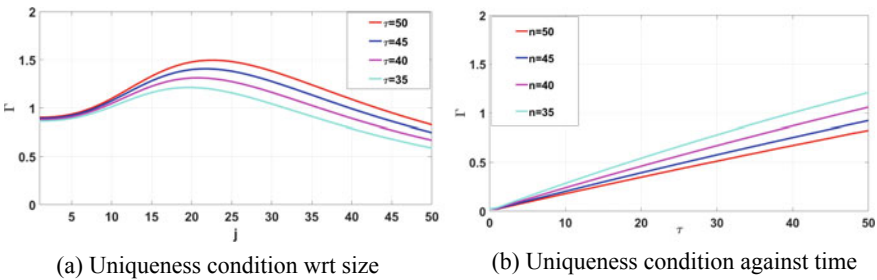 2
1.5
1
0.5
0
Γ
1 5 10 15 20 25 30 35 40 45 50
j
τ=50
τ=45
τ=40
τ=35
(a) Uniqueness condition wrt size
2
1.5
1
0.5
0
Γ
0 10 20 30 40 50
τ
n=50
n=45
n=40
n=35
(b) Uniqueness condition against time